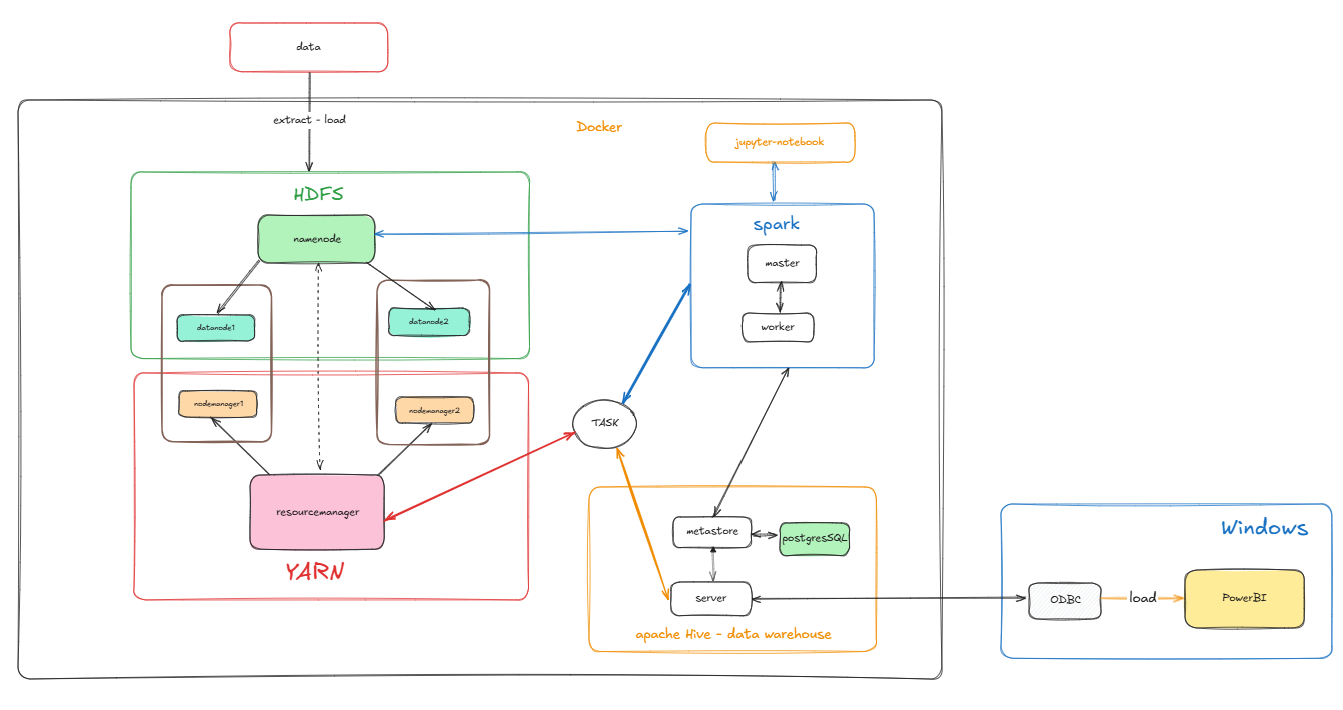 data
extract - load
Docker
jupyter-notebook
HDFS
spark
namenode
master
datanode1
datanode2
worker
nodemanager1
nodemanager2
TASK
resourcemanager
YARN
metastore
postgresSQL
server
apache Hive - data warehouse
Windows
ODBC
load
PowerBI